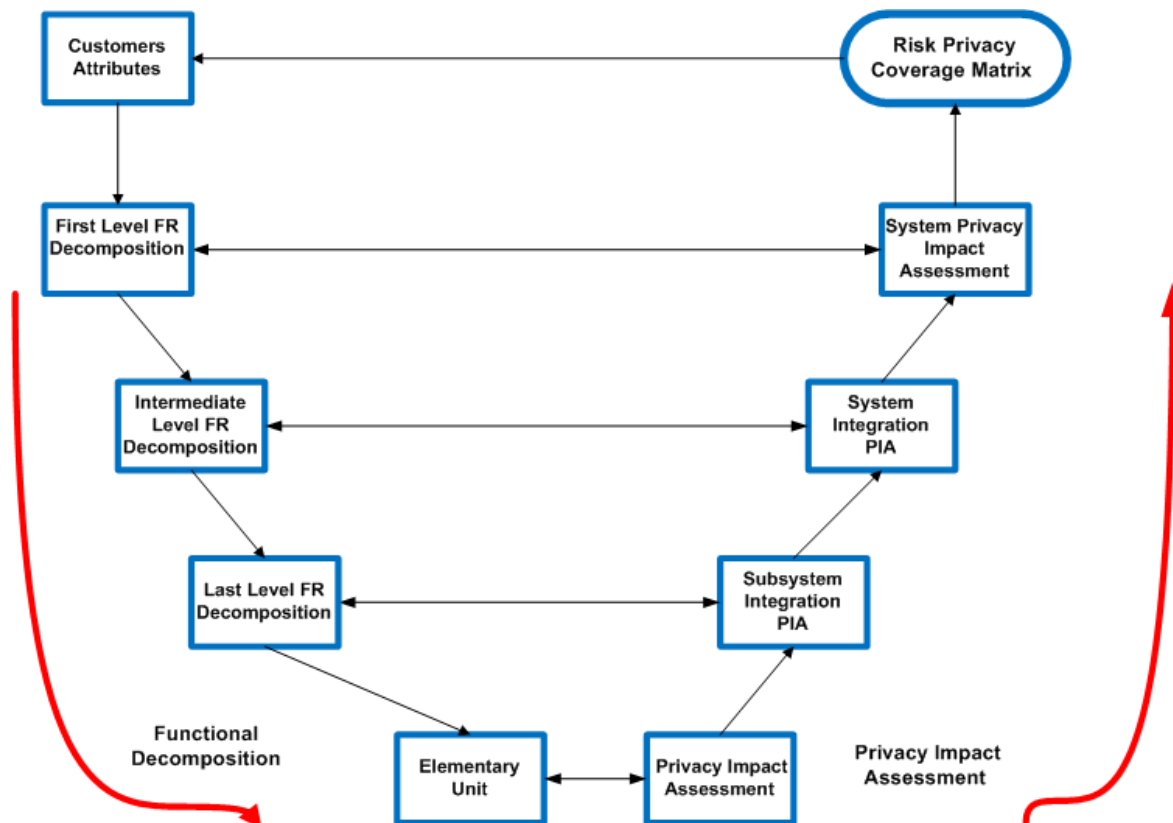 Customers
Attributes
Risk Privacy
Coverage Matrix
First Level FR
Decomposition
System Privacy
Impact
Assessment
Intermediate
Level FR
Decomposition
System
Integration
PIA
Last Level FR
Decomposition
Subsystem
Integration
PIA
Functional
Decomposition
Elementary
Unit
Privacy Impact
Assessment
Privacy Impact
Assessment